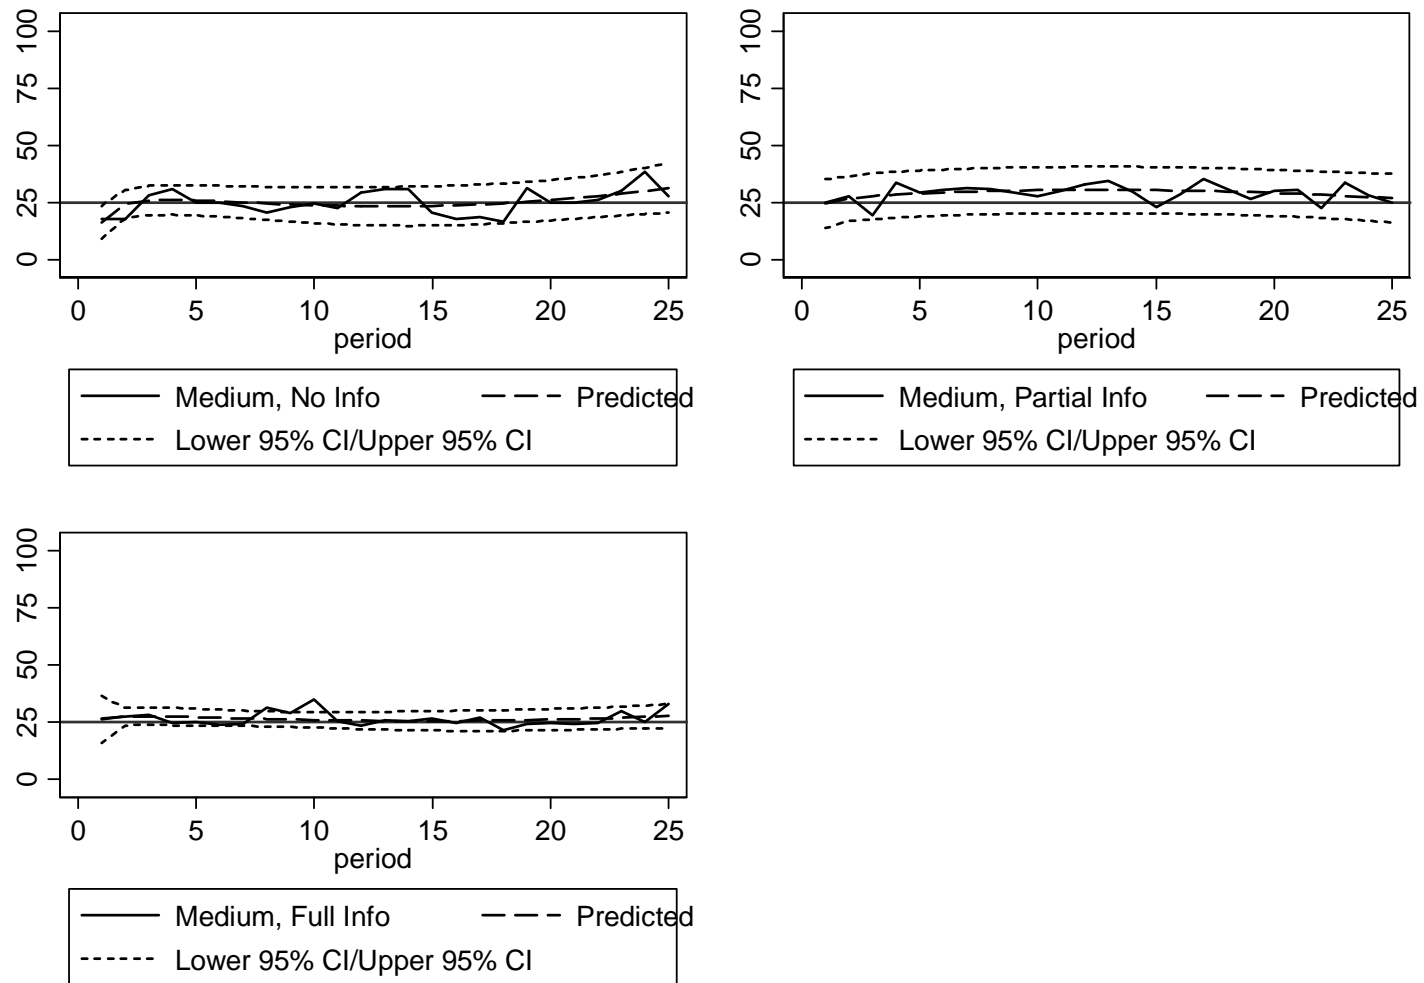 100
75
50
25
0
0 5 10 15 20 25
period
Medium, No Info Predicted
Lower 95% CI/Upper 95% CI
100
75
50
25
0
0 5 10 15 20 25
period
Medium, Partial Info Predicted
Lower 95% CI/Upper 95% CI
100
75
50
25
0
0 5 10 15 20 25
period
Medium, Full Info Predicted
Lower 95% CI/Upper 95% CI